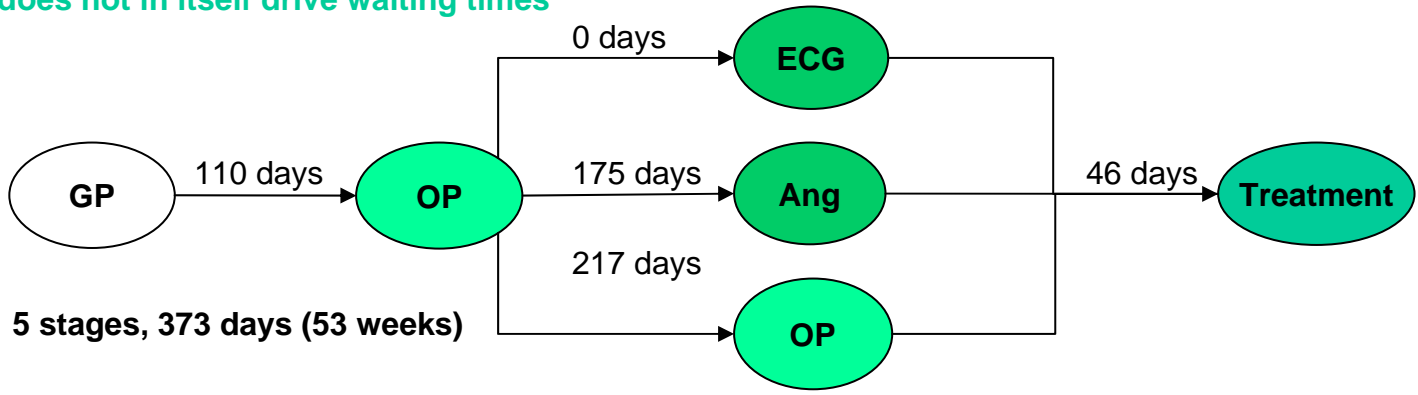 does not in itself drive waiting times
0 days
ECG
GP
110 days
OP
175 days
Ang
46 days
Treatment
217 days
OP
5 stages, 373 days (53 weeks)